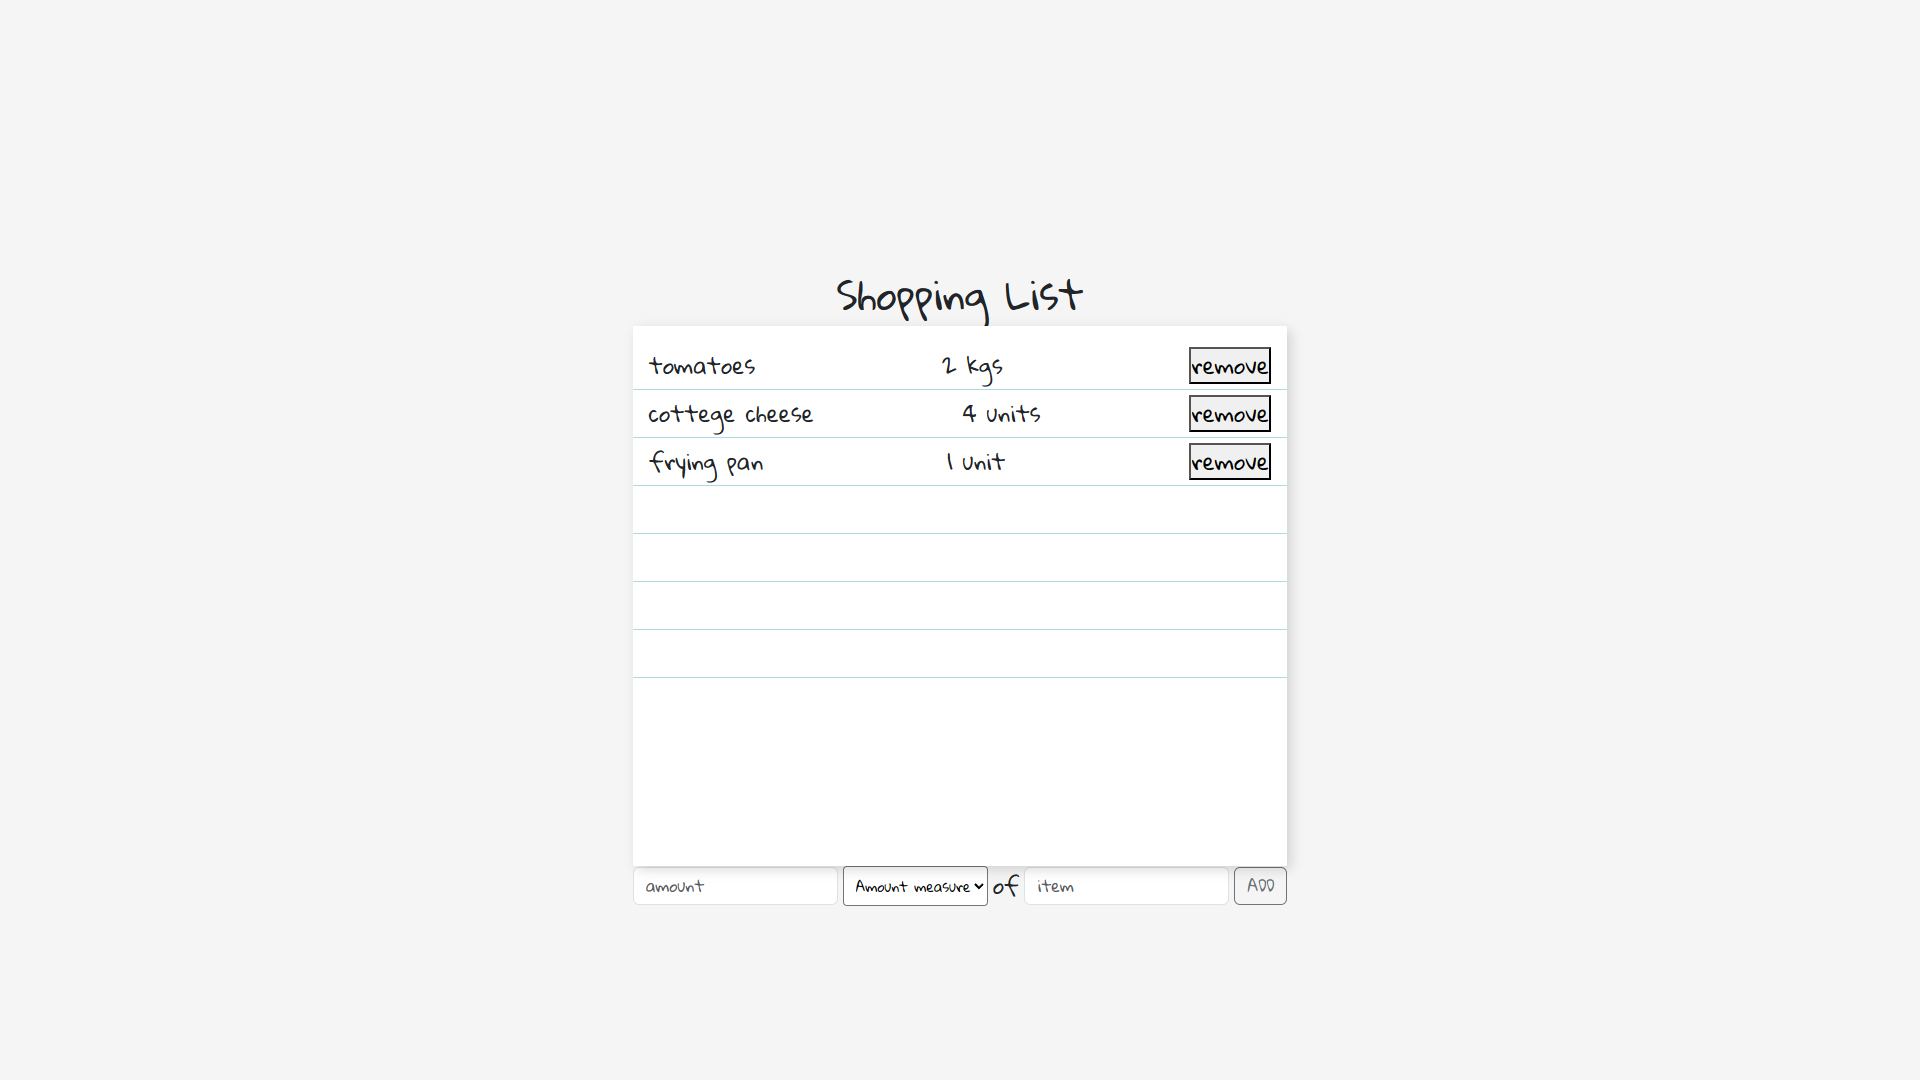 Shopping List
tomatoes 2 kgs remove
cottege cheese 4 units remove
frying pan 1 unit remove
amount Amount measure of item ADD